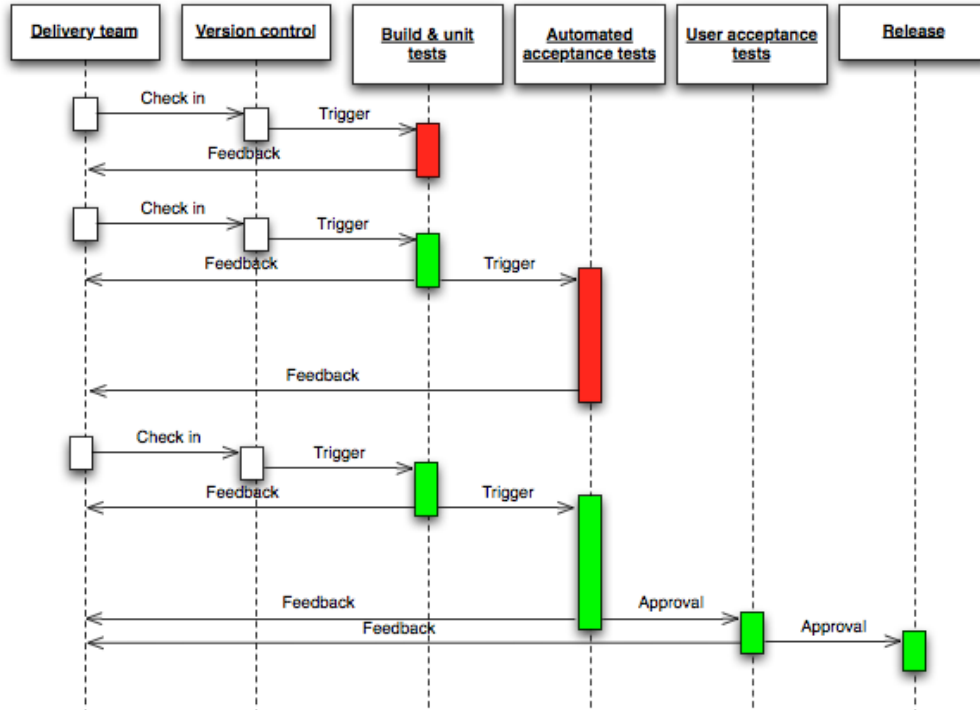 Delivery team
Version control
Build & unit
tests
Automated
acceptance tests
User acceptance
tests
Release
Check in
Trigger
Feedback
Check in
Trigger
Feedback
Trigger
Feedback
Check in
Trigger
Feedback
Trigger
Feedback
Approval
Feedback
Approval